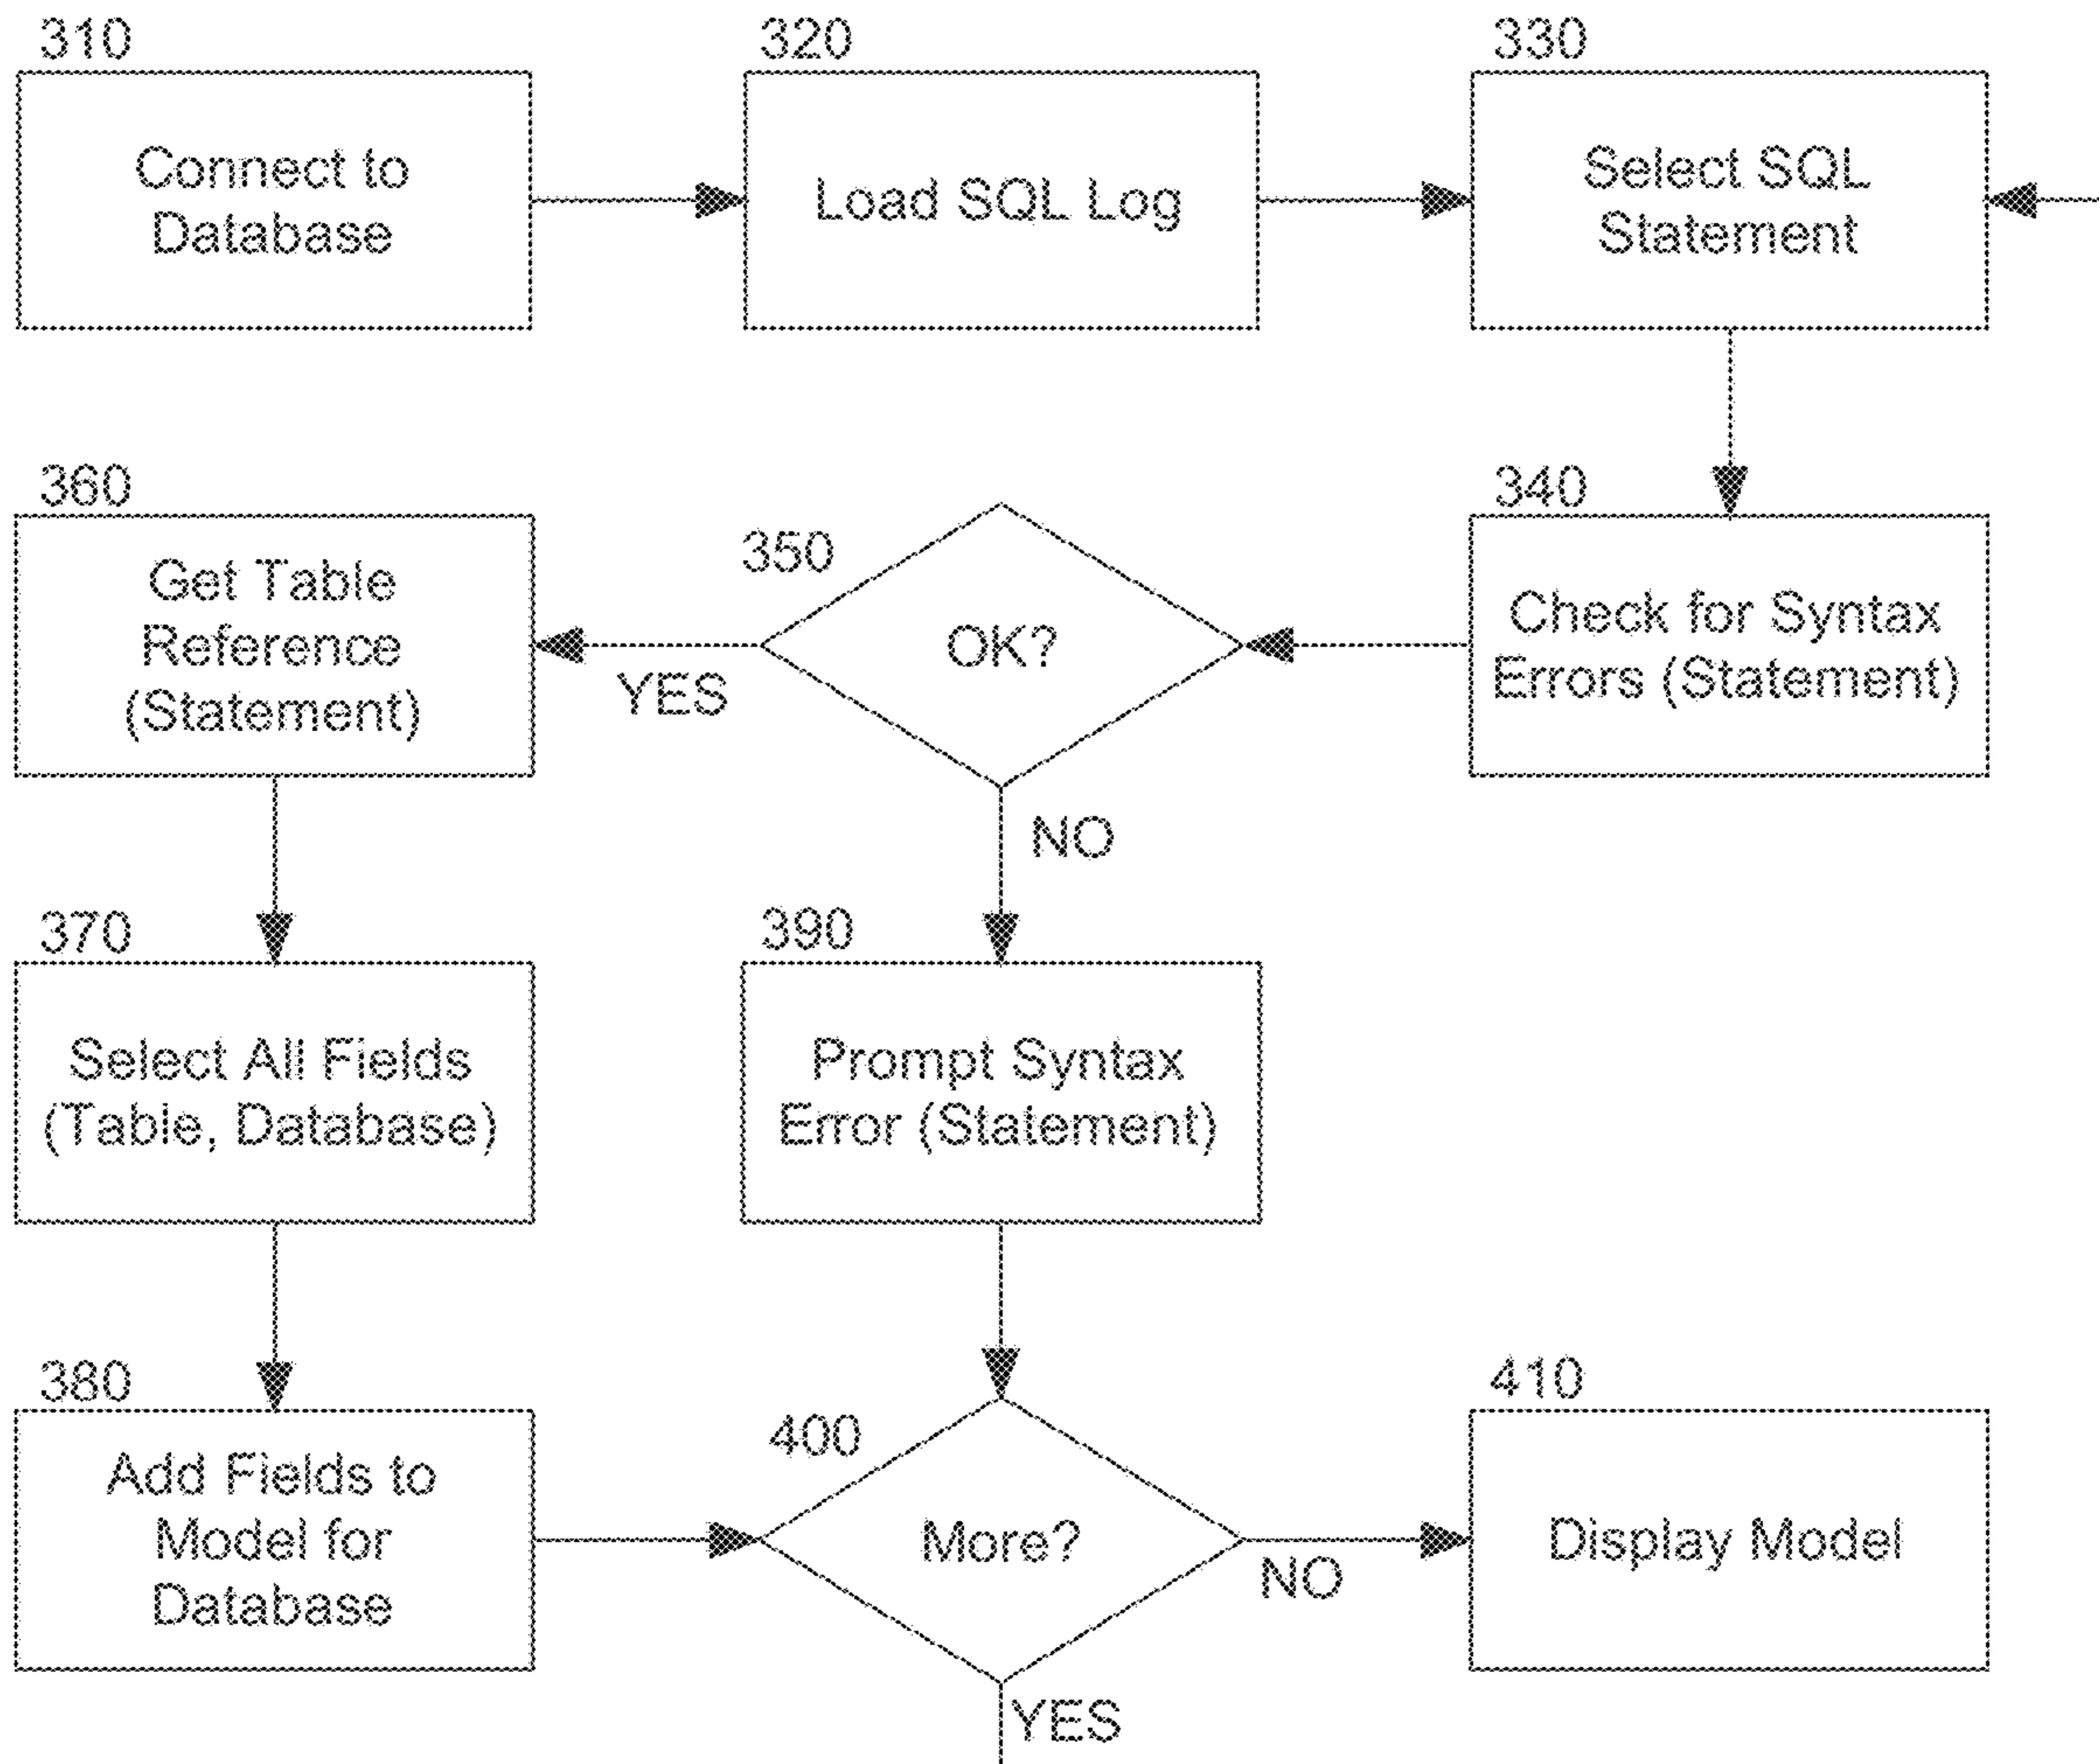 310
Connect to
Database
320
Load SQL Log
330
Select SQL
Statement
340
Check for Syntax
Errors (Statement)
350
OK?
YES
NO
360
Get Table
Reference
(Statement)
370
Select All Fields
(Table, Database)
380
Add Fields to
Model for
Database
390
Prompt Syntax
Error (Statement)
400
More?
NO
YES
410
Display Model